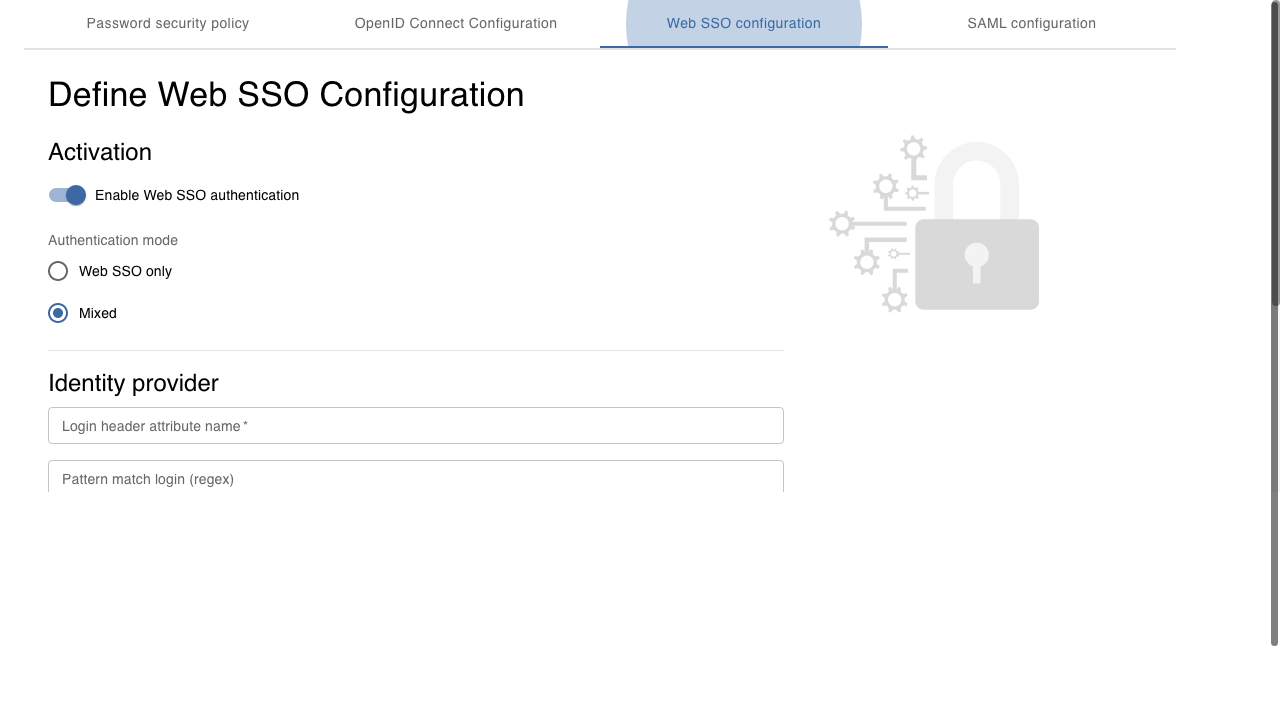 Password security policy
OpenID Connect Configuration
Web SSO configuration
SAML configuration
Define Web SSO Configuration
Activation
Enable Web SSO authentication
Authentication mode
Web SSO only
Mixed
Identity provider
Login header attribute name *
Pattern match login (regex)